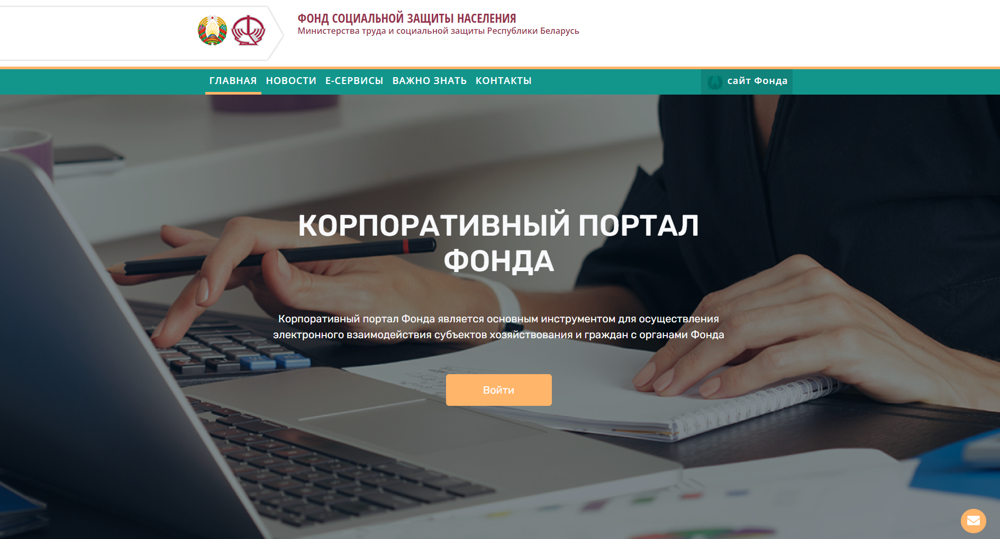 ФОНД СОЦИАЛЬНОЙ ЗАЩИТЫ НАСЕЛЕНИЯ
Министерства труда и социальной защиты Республики Беларусь
ГЛАВНАЯ НОВОСТИ Е-СЕРВИСЫ ВАЖНО ЗНАТЬ КОНТАКТЫ сайт Фонда
КОРПОРАТИВНЫЙ ПОРТАЛ
ФОНДА
Корпоративный портал Фонда является основным инструментом для осуществления
электронного взаимодействия субъектов хозяйствования и граждан с органами Фонда
Войти